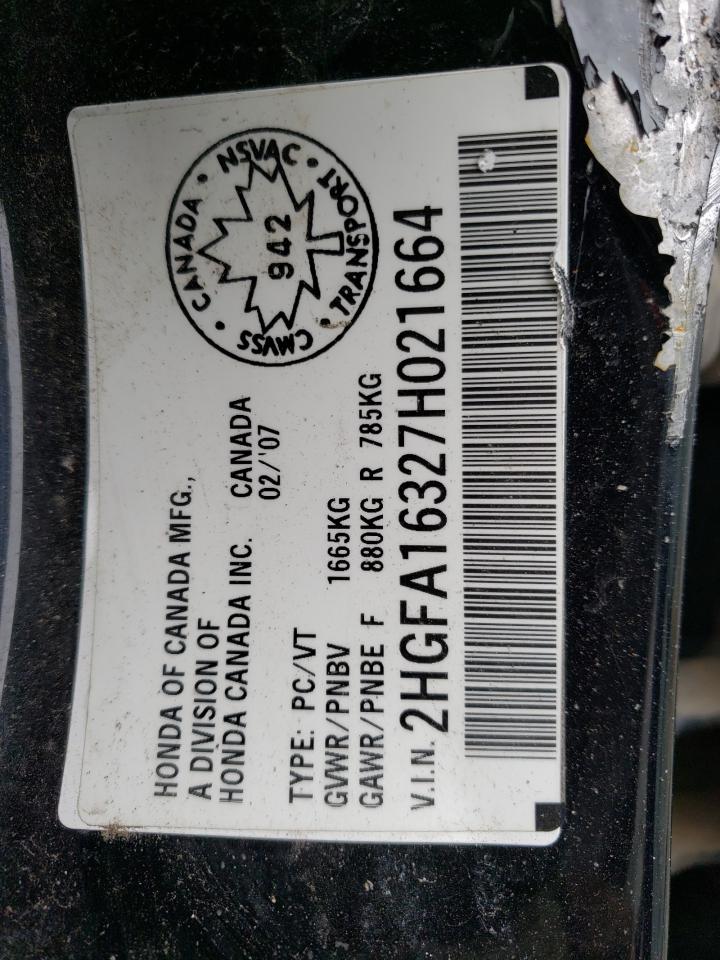 HONDA OF CANADA MFG.,
A DIVISION OF
HONDA CANADA INC. CANADA
02/'07
TYPE: PC/VT
GVWR/PNBV 1665KG
GAWR/PNBE F 880KG R 785KG
V.I.N. 2HGFA16327H021664
CANADA • NSVAC • TRANSPORT • CMVSS •
942